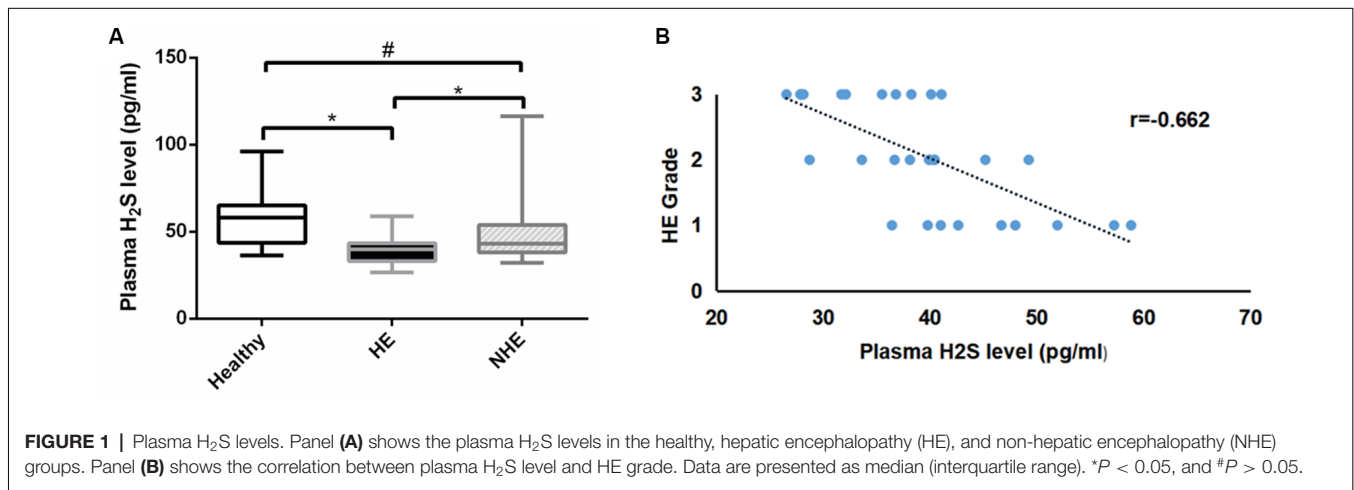 A
B
#
*
*
150
100
50
0
Plasma H₂S level (pg/ml)
Healthy
HE
NHE
3
2
1
0
HE Grade
r=-0.662
20 30 40 50 60 70
Plasma H2S level (pg/ml)
FIGURE 1 | Plasma H₂S levels. Panel (A) shows the plasma H₂S levels in the healthy, hepatic encephalopathy (HE), and non-hepatic encephalopathy (NHE)
groups. Panel (B) shows the correlation between plasma H₂S level and HE grade. Data are presented as median (interquartile range). *P < 0.05, and #P > 0.05.